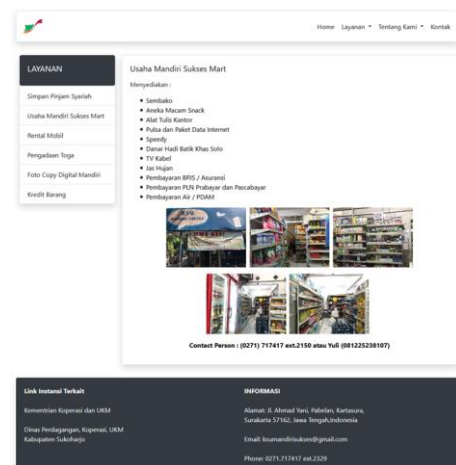 Home Layanan Tentang Kami Kontak
LAYANAN
Simpan Pinjam Syariah
Usaha Mandiri Sukses Mart
Rental Mobil
Pengadaan Toga
Foto Copy Digital Mandiri
Kredit Barang
Usaha Mandiri Sukses Mart
Menyediakan :
Sembako
Aneka Macam Snack
Alat Tulis Kantor
Pulsa dan Paket Data Internet
Speedy
Danar Hadi Batik Khas Solo
TV Kabel
Jas Hujan
Pembayaran BPJS / Asuransi
Pembayaran PLN Prabayar dan Pascabayar
Pembayaran Air / PDAM
Contact Person : (0271) 717417 ext.2150 atau Yuli (081225238107)
Link Instansi Terkait
Kementrian Koperasi dan UKM
Dinas Perdagangan, Koperasi, UKM
Kabupaten Sukoharjo
INFORMASI
Alamat: Jl. Ahmad Yani, Pabelan, Kartasura,
Surakarta 57162, Jawa Tengah,Indonesia
Email: ksumandirisukses@gmail.com
Phone: 0271.717417 ext.2329